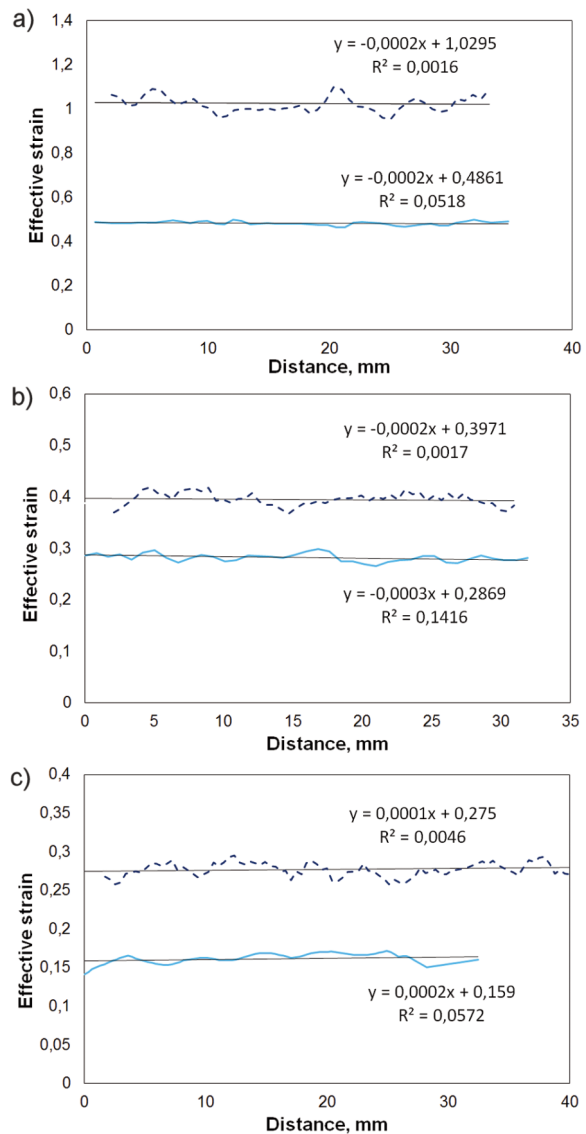 a)
1,4
1,2
1
0,8
0,6
0,4
0,2
0
Effective strain
y = -0,0002x + 1,0295
R² = 0,0016
y = -0,0002x + 0,4861
R² = 0,0518
0 10 20 30 40
Distance, mm
b)
0,6
0,5
0,4
0,3
0,2
0,1
0
Effective strain
y = -0,0002x + 0,3971
R² = 0,0017
y = -0,0003x + 0,2869
R² = 0,1416
0 5 10 15 20 25 30 35
Distance, mm
c)
0,4
0,35
0,3
0,25
0,2
0,15
0,1
0,05
0
Effective strain
y = 0,0001x + 0,275
R² = 0,0046
y = 0,0002x + 0,159
R² = 0,0572
0 10 20 30 40
Distance, mm